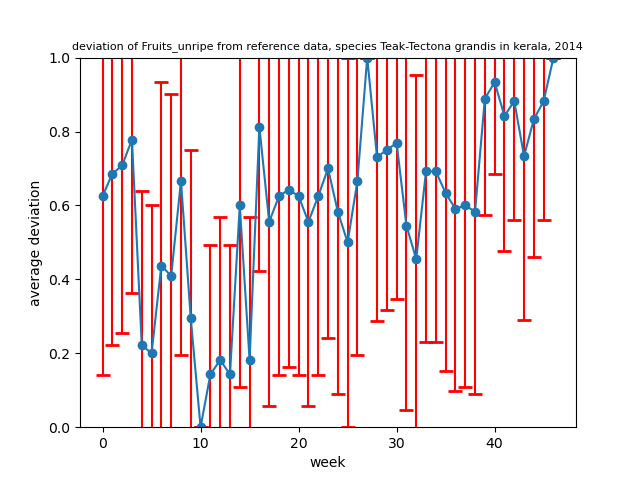 deviation of Fruits_unripe from reference data, species Teak-Tectona grandis in kerala, 2014
1.0
0.8
0.6
0.4
0.2
0.0
average deviation
0 10 20 30 40
week